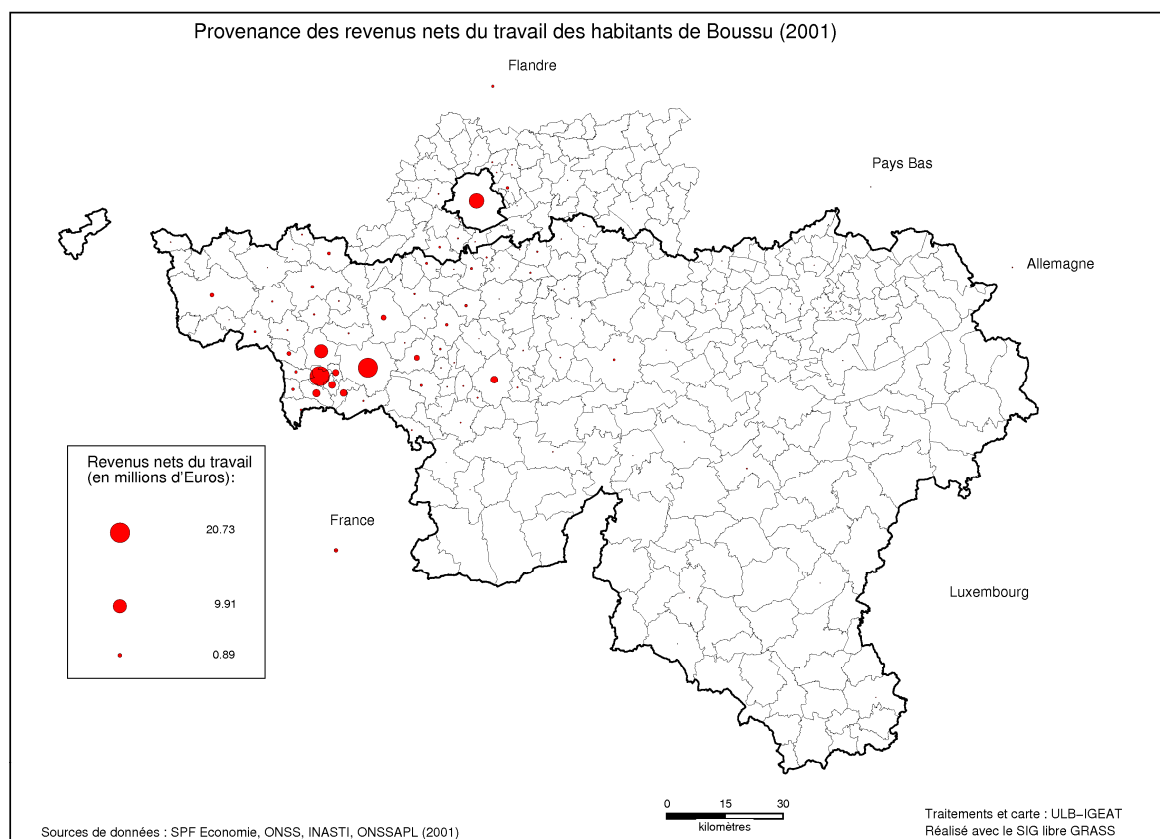 Provenance des revenus nets du travail des habitants de Boussu (2001)
Flandre
Pays Bas
Allemagne
Revenus nets du travail
(en millions d'Euros):
20.73
9.91
0.89
France
Luxembourg
0 15 30
kilomètres
Sources de données : SPF Economie, ONSS, INASTI, ONSSAPL (2001)
Traitements et carte : ULB-IGEAT
Réalisé avec le SIG libre GRASS